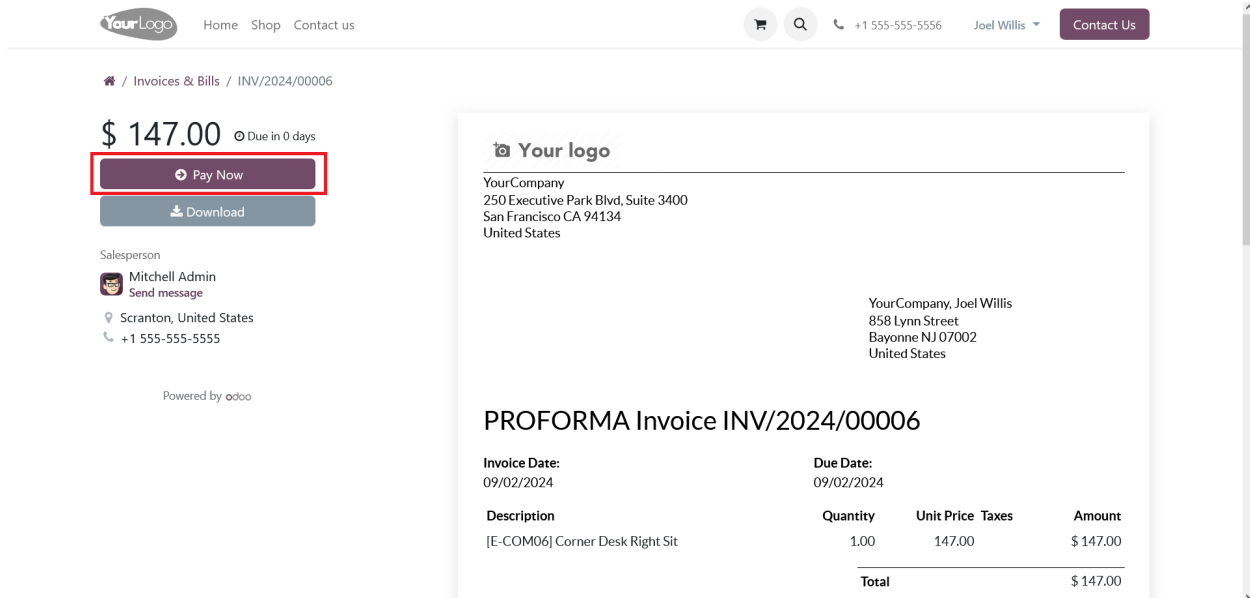 YourLogo Home Shop Contact us +1 555-555-5556 Joel Willis Contact Us
/ Invoices & Bills / INV/2024/00006
$ 147.00 Due in 0 days
Pay Now
Download
Salesperson
Mitchell Admin
Send message
Scranton, United States
+1 555-555-5555
Powered by odoo
Your logo
YourCompany
250 Executive Park Blvd, Suite 3400
San Francisco CA 94134
United States
YourCompany, Joel Willis
858 Lynn Street
Bayonne NJ 07002
United States
PROFORMA Invoice INV/2024/00006
Invoice Date: Due Date:
09/02/2024 09/02/2024
Description Quantity Unit Price Taxes Amount
[E-COM06] Corner Desk Right Sit 1.00 147.00 $ 147.00
Total $ 147.00